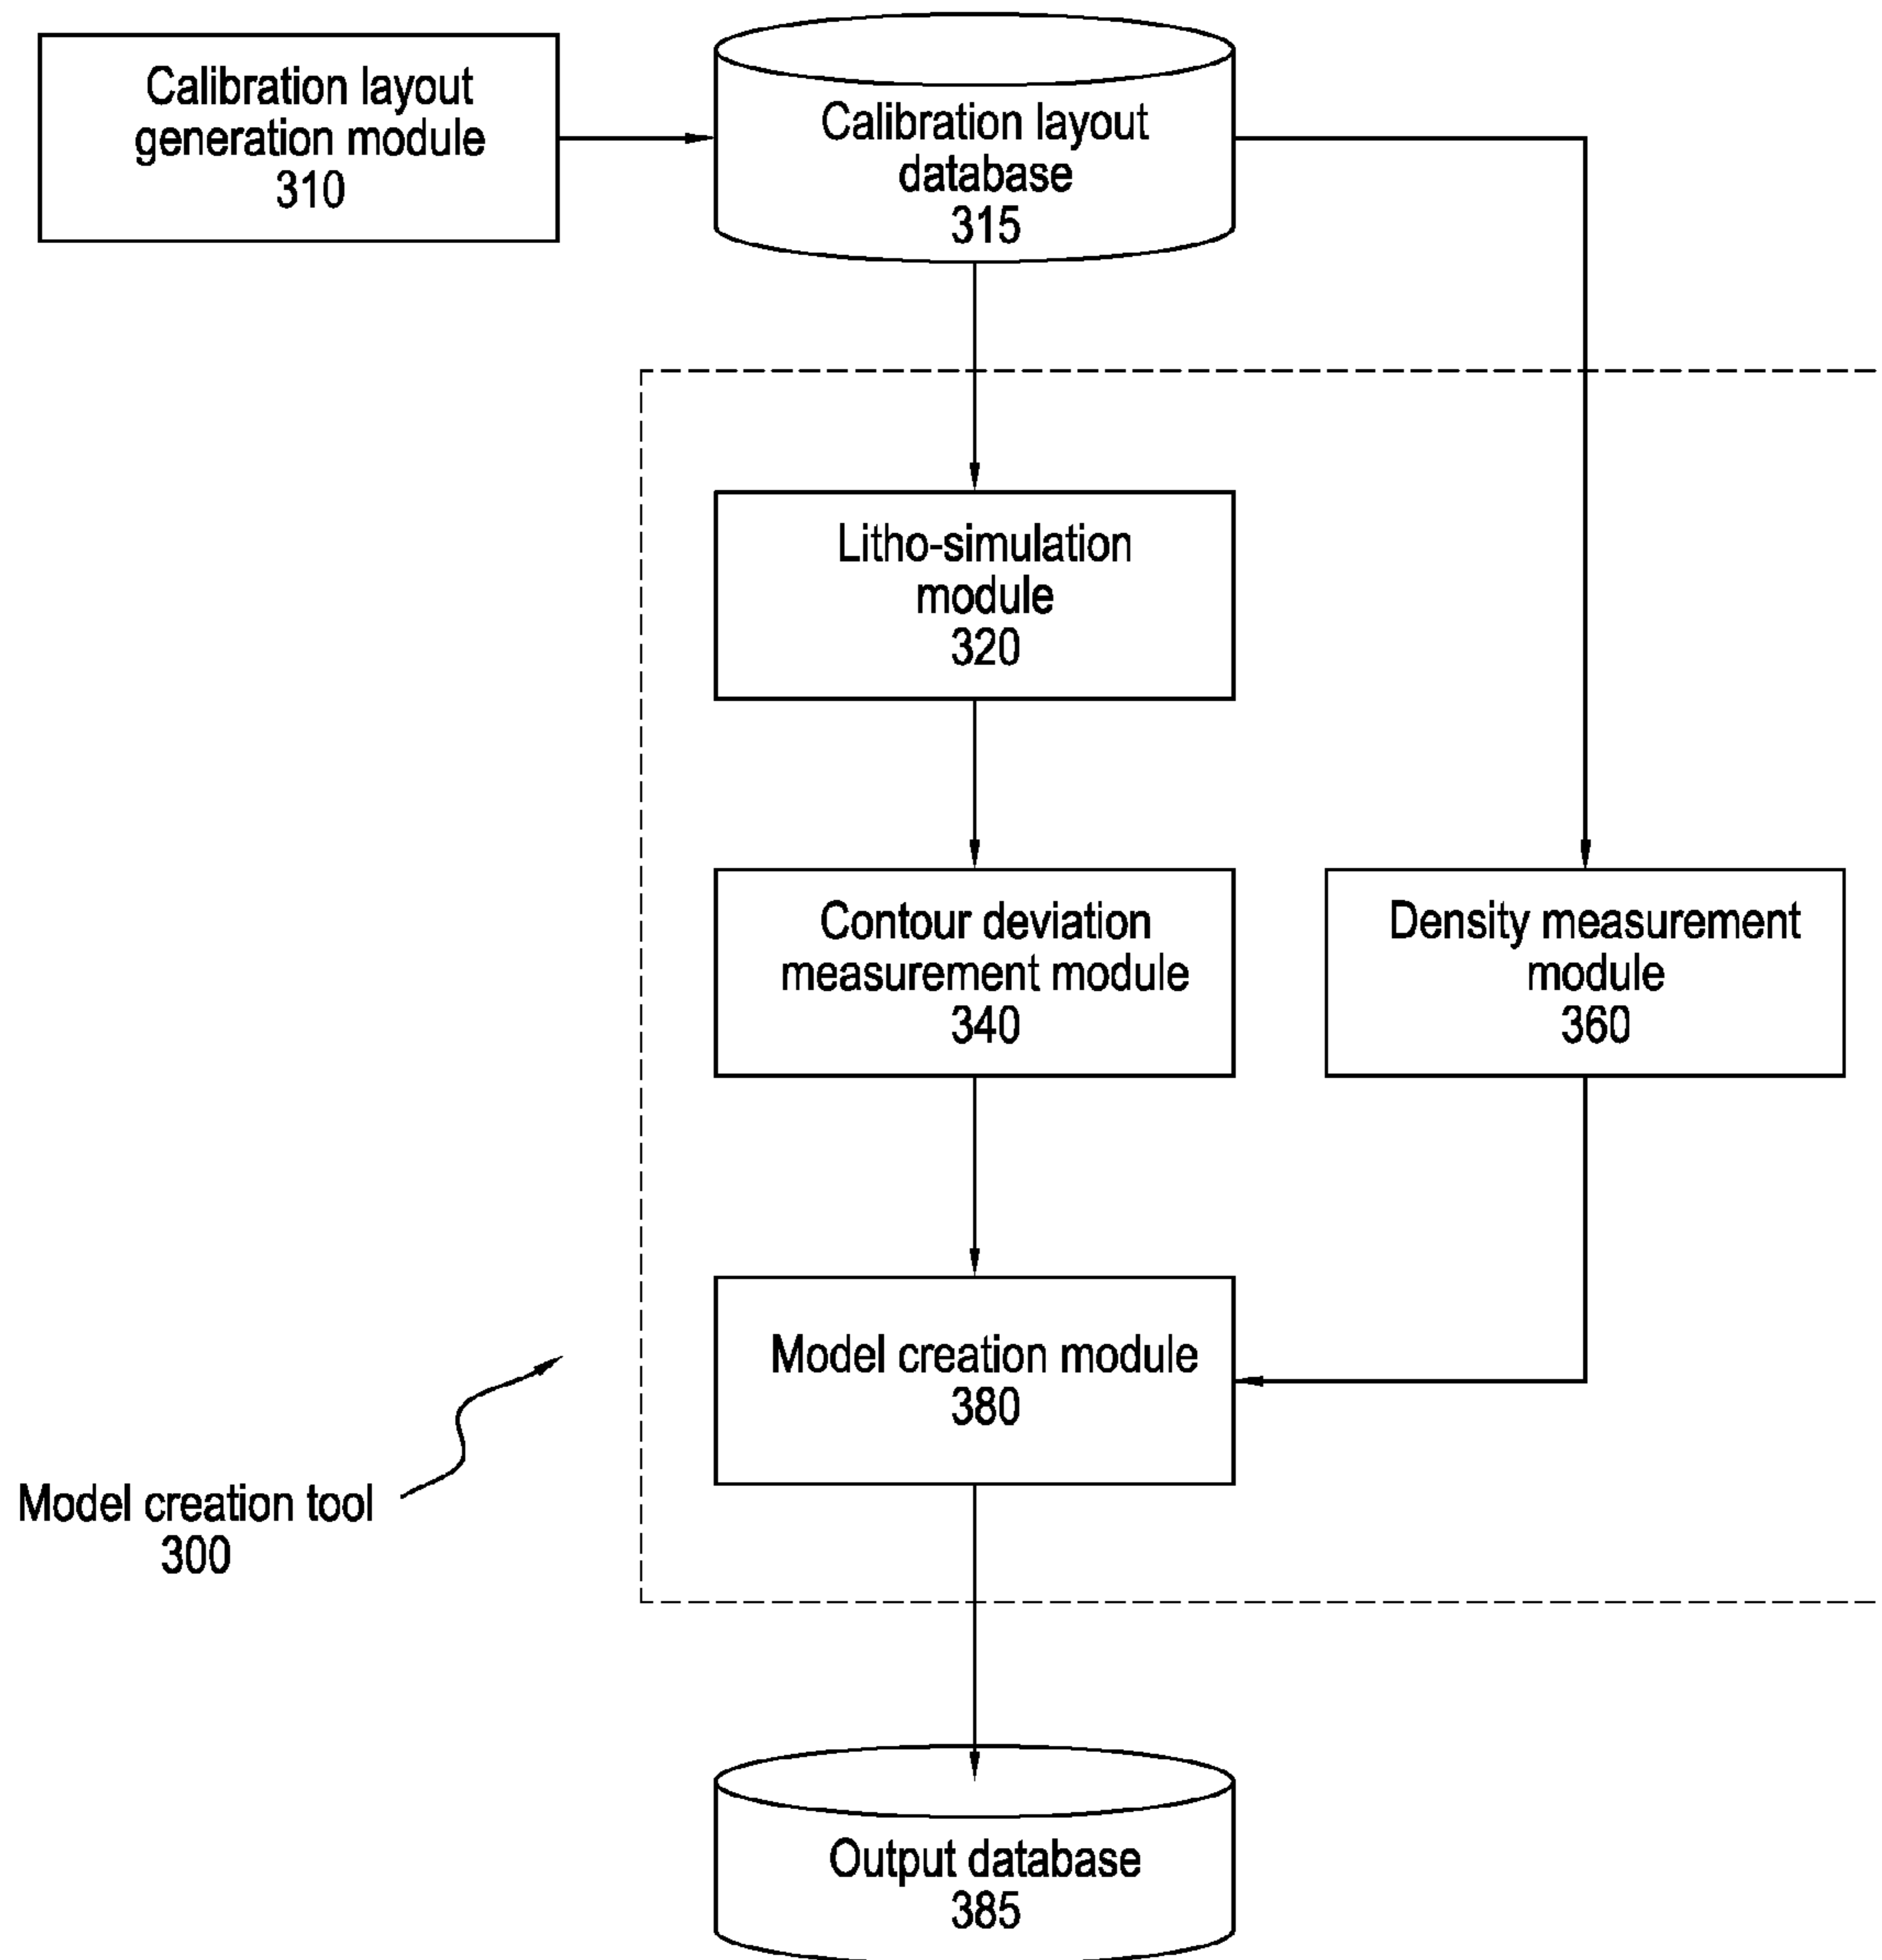 Calibration layout
generation module
310
Calibration layout
database
315
Litho-simulation
module
320
Contour deviation
measurement module
340
Density measurement
module
360
Model creation module
380
Model creation tool
300
Output database
385